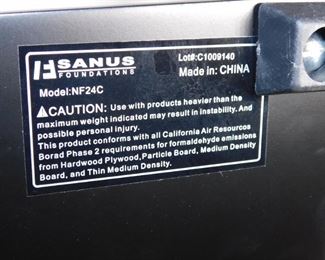 SANUS
FOUNDATIONS
Lot#:C1009140
Made in: CHINA
Model:NF24C
⚠CAUTION: Use with products heavier than the
maximum weight indicated may result in instability. And
possible personal injury.
This product conforms with all California Air Resourcos
Borad Phase 2 requirements for formaldehyde emissions
from Hardwood Plywood,Particle Board, Medium Density
Board, and Thin Medium Density.